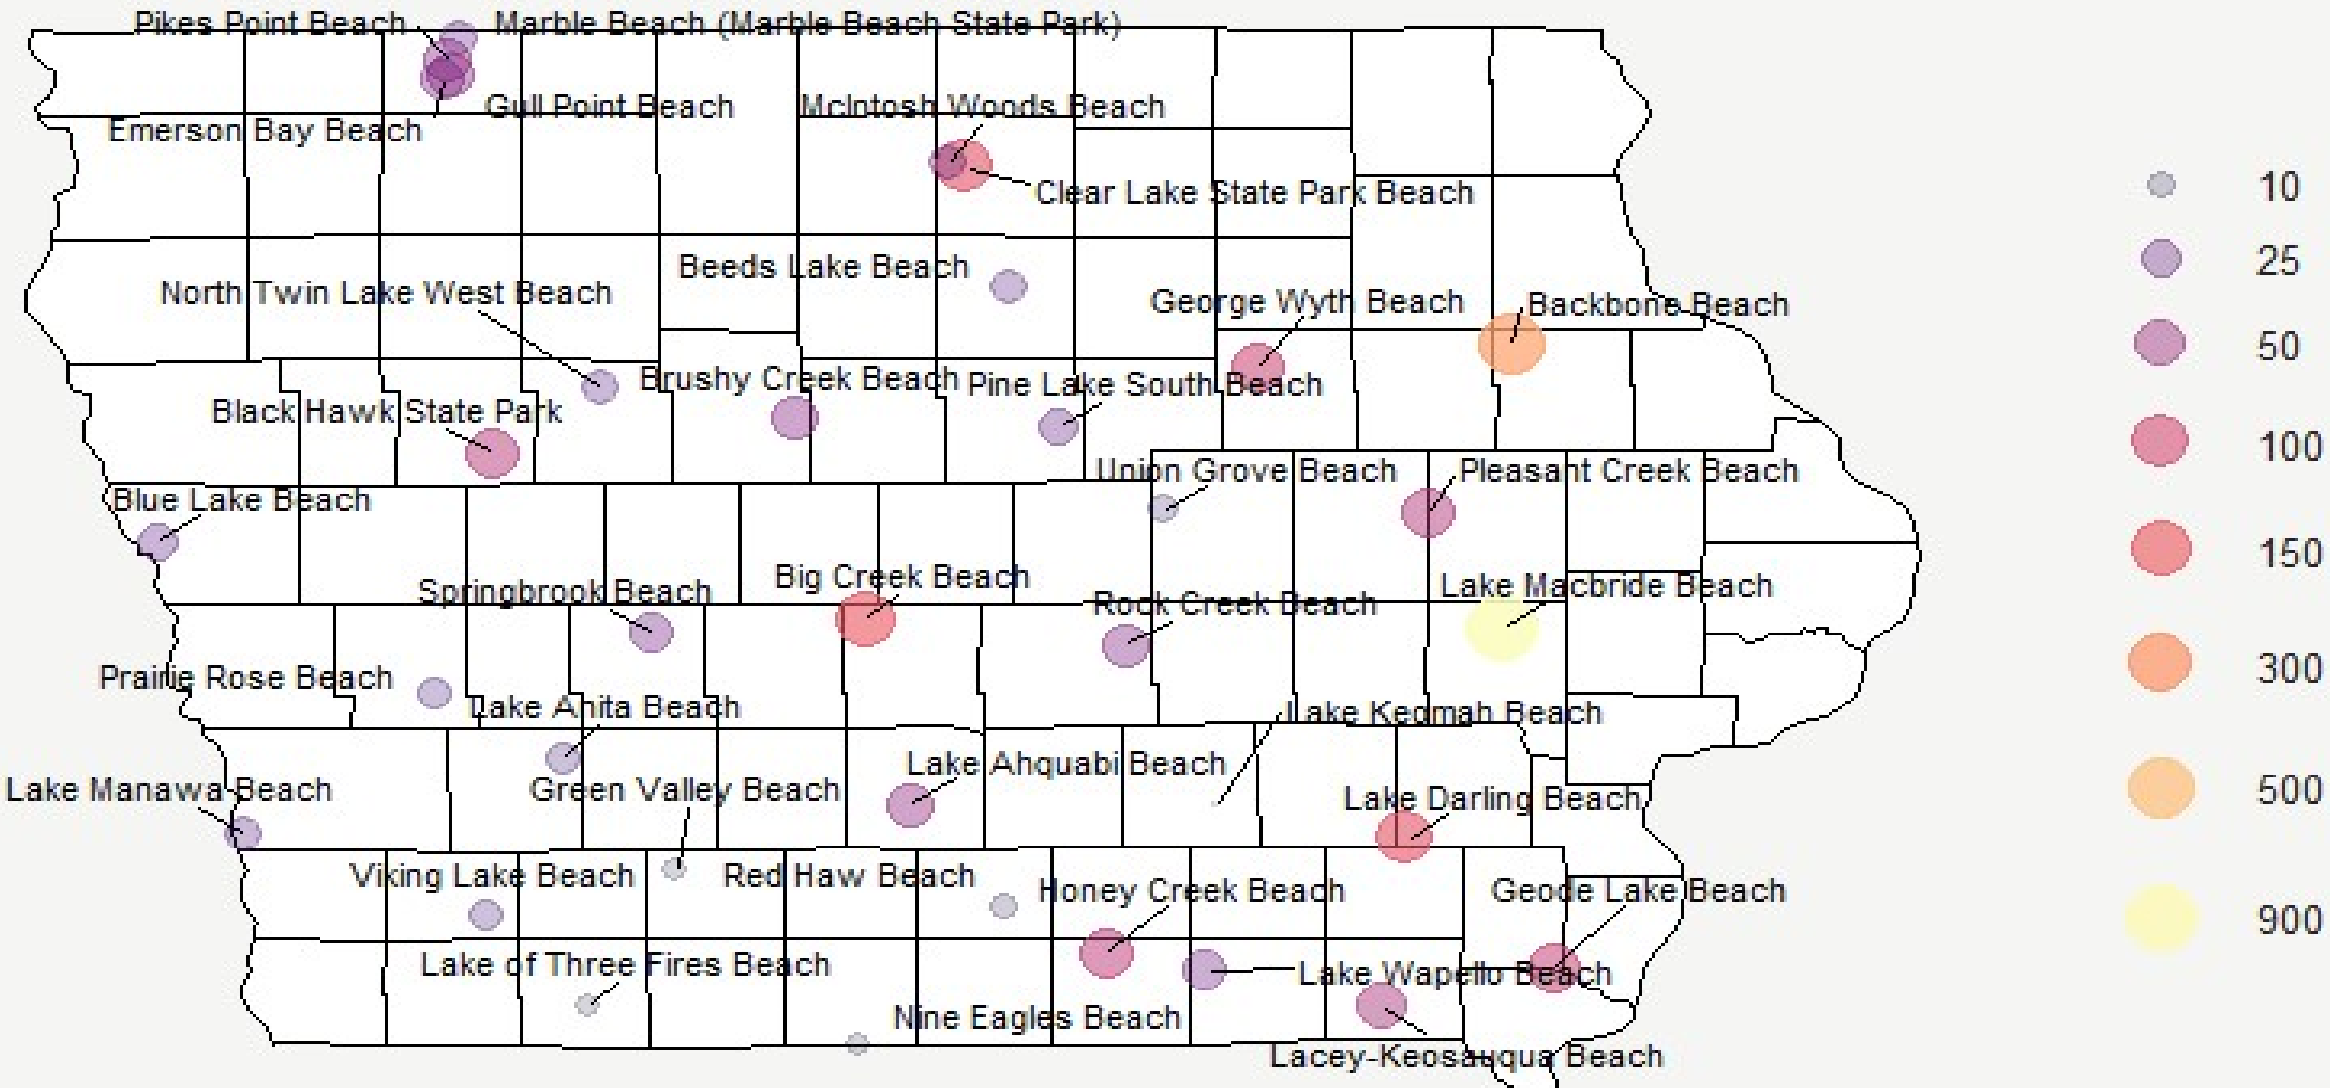 Pikes Point Beach
Marble Beach (Marble Beach State Park)
Gull Point Beach
McIntosh Woods Beach
Emerson Bay Beach
Clear Lake State Park Beach
10
25
Beeds Lake Beach
North Twin Lake West Beach
George Wyth Beach
Backbone Beach
50
Brushy Creek Beach
Pine Lake South Beach
Black Hawk State Park
100
Union Grove Beach
Pleasant Creek Beach
Blue Lake Beach
150
Big Creek Beach
Lake Macbride Beach
Springbrook Beach
Rock Creek Beach
300
Prairie Rose Beach
Lake Anita Beach
Lake Keomah Beach
Lake Ahquabi Beach
Lake Manawa Beach
Green Valley Beach
500
Lake Darling Beach
Viking Lake Beach
Red Haw Beach
Honey Creek Beach
Geode Lake Beach
900
Lake of Three Fires Beach
Lake Wapello Beach
Nine Eagles Beach
Lacey-Keosauqua Beach